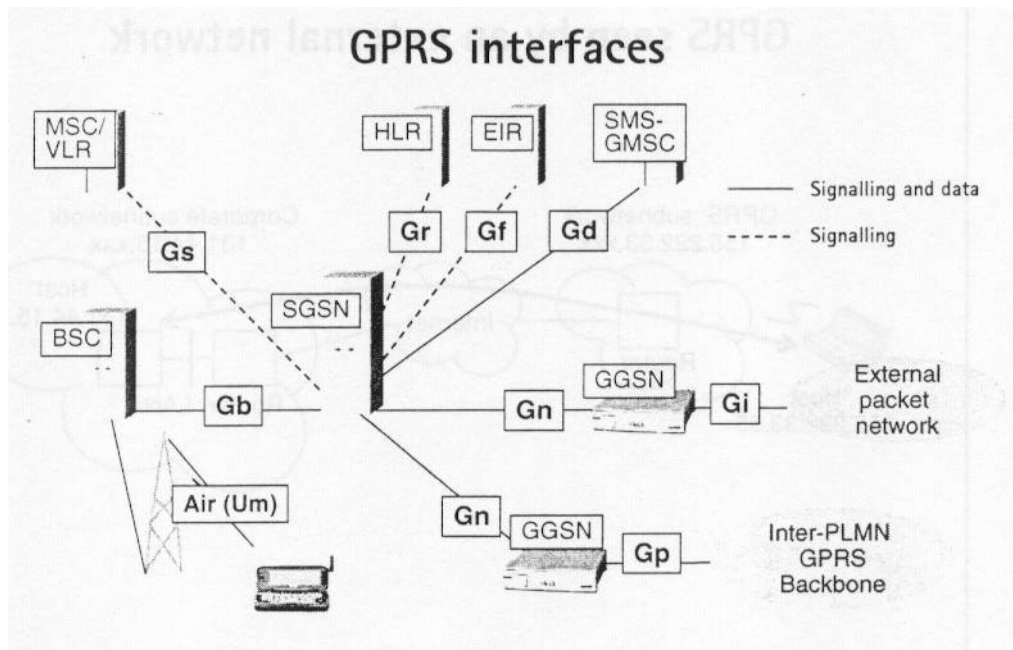 GPRS interfaces
MSC/
VLR
HLR
EIR
SMS-
GMSC
Signalling and data
Signalling
Gr
Gf
Gd
Gs
SGSN
BSC
GGSN
External
packet
network
Gb
Gn
Gi
Air (Um)
Gn
GGSN
Gp
Inter-PLMN
GPRS
Backbone